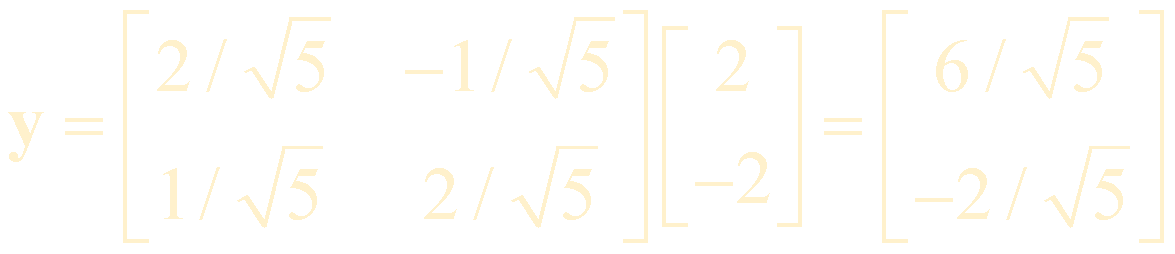 y = [ 2/√5 −1/√5 ] [ 2 ] = [ 6/√5 ]
[ 1/√5 2/√5 ] [ −2 ] [ −2/√5 ]